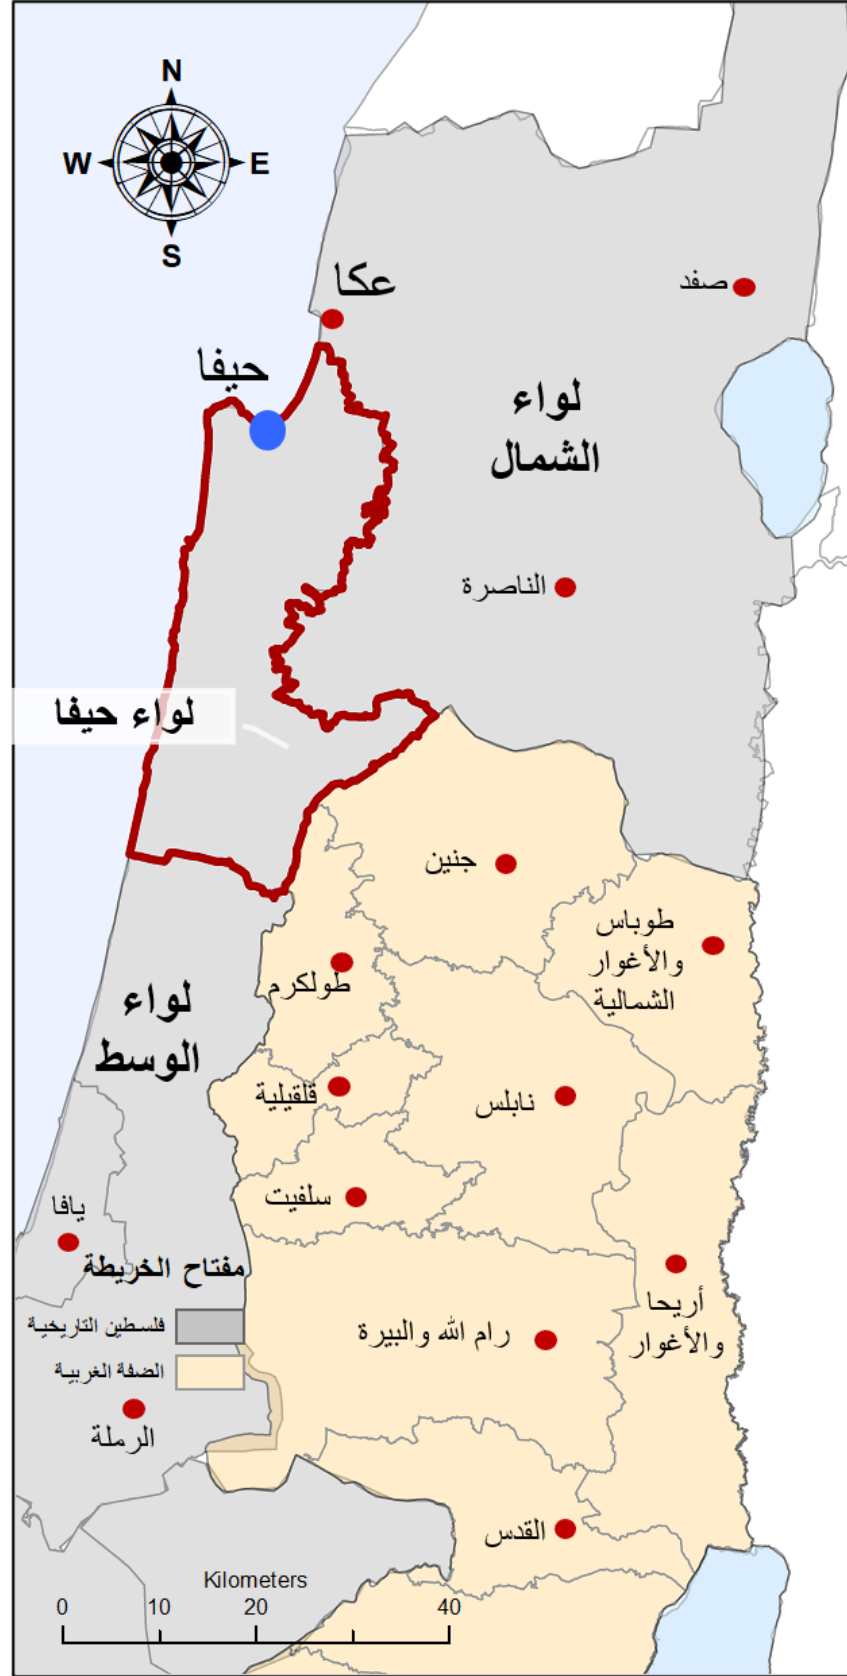 N
W
E
S
عكا
صفد
حيفا
لواء
الشمال
الناصرة
لواء حيفا
جنين
طوباس
والأغوار
الشمالية
طولكرم
لواء
الوسط
قلقيلية
نابلس
سلفيت
يافا
مفتاح الخريطة
فلسطين التاريخية
الضفة الغربية
أريحا
والأغوار
رام الله والبيرة
الرملة
القدس
Kilometers
0 10 20 40